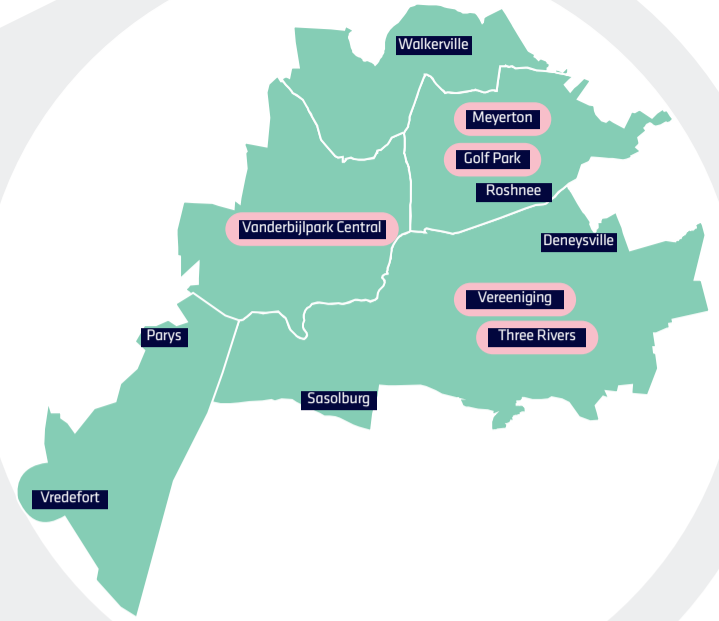 Walkerville
Meyerton
Golf Park
Roshnee
Vanderbijlpark Central
Deneysville
Vereeniging
Three Rivers
Parys
Sasolburg
Vredefort